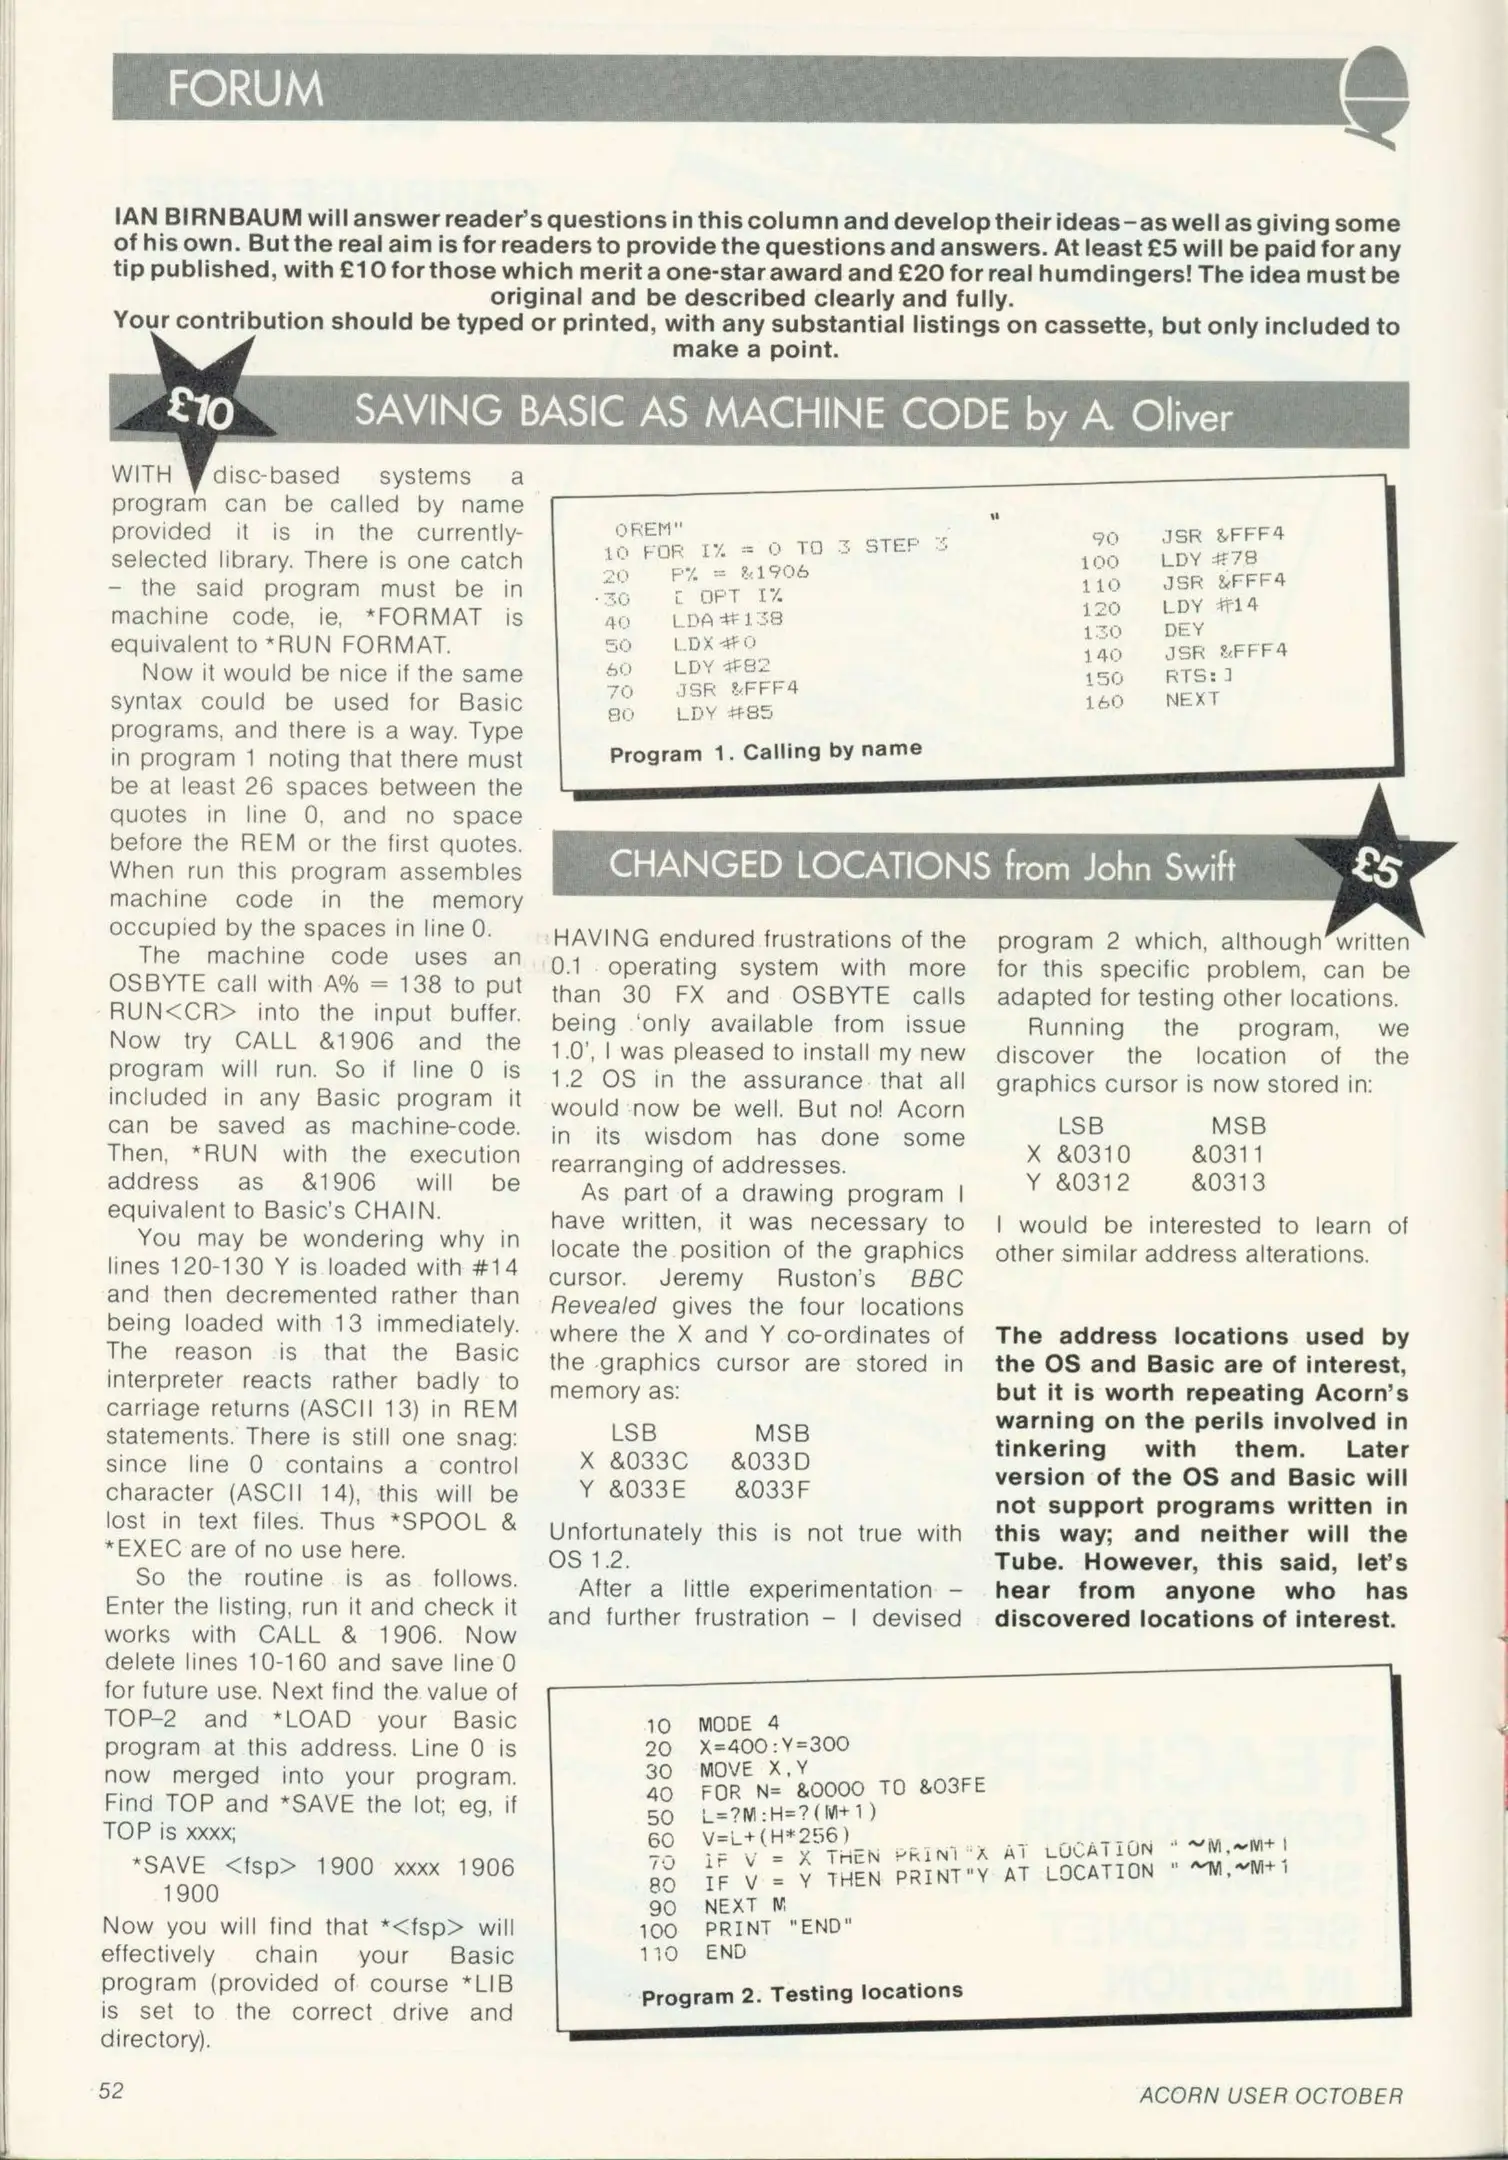 FORUM
IAN BIRNBAUM will answer reader's questions in this column and develop their ideas – as well as giving some
of his own. But the real aim is for readers to provide the questions and answers. At least £5 will be paid for any
tip published, with £10 for those which merit a one-star award and £20 for real humdingers! The idea must be
original and be described clearly and fully.
Your contribution should be typed or printed, with any substantial listings on cassette, but only included to
make a point.
£10
SAVING BASIC AS MACHINE CODE by A. Oliver
WITH disc-based systems a
program can be called by name
provided it is in the currently-
selected library. There is one catch
– the said program must be in
machine code, ie, *FORMAT is
equivalent to *RUN FORMAT.
Now it would be nice if the same
syntax could be used for Basic
programs, and there is a way. Type
in program 1 noting that there must
be at least 26 spaces between the
quotes in line 0, and no space
before the REM or the first quotes.
When run this program assembles
machine code in the memory
occupied by the spaces in line 0.
The machine code uses an
OSBYTE call with A% = 138 to put
RUN<CR> into the input buffer.
Now try CALL &1906 and the
program will run. So if line 0 is
included in any Basic program it
can be saved as machine-code.
Then, *RUN with the execution
address as &1906 will be
equivalent to Basic's CHAIN.
You may be wondering why in
lines 120-130 Y is loaded with #14
and then decremented rather than
being loaded with 13 immediately.
The reason is that the Basic
interpreter reacts rather badly to
carriage returns (ASCII 13) in REM
statements. There is still one snag:
since line 0 contains a control
character (ASCII 14), this will be
lost in text files. Thus *SPOOL &
*EXEC are of no use here.
So the routine is as follows.
Enter the listing, run it and check it
works with CALL & 1906. Now
delete lines 10-160 and save line 0
for future use. Next find the value of
TOP–2 and *LOAD your Basic
program at this address. Line 0 is
now merged into your program.
Find TOP and *SAVE the lot; eg, if
TOP is xxxx;
*SAVE <fsp> 1900 xxxx 1906
1900
Now you will find that *<fsp> will
effectively chain your Basic
program (provided of course *LIB
is set to the correct drive and
directory).
0REM" "
10 FOR I% = 0 TO 3 STEP 3
20 P% = &1906
30 [ OPT I%
40 LDA #138
50 LDX #0
60 LDY #82
70 JSR &FFF4
80 LDY #85
90 JSR &FFF4
100 LDY #78
110 JSR &FFF4
120 LDY #14
130 DEY
140 JSR &FFF4
150 RTS:]
160 NEXT
Program 1. Calling by name
CHANGED LOCATIONS from John Swift
£5
HAVING endured frustrations of the
0.1 operating system with more
than 30 FX and OSBYTE calls
being 'only available from issue
1.0', I was pleased to install my new
1.2 OS in the assurance that all
would now be well. But no! Acorn
in its wisdom has done some
rearranging of addresses.
As part of a drawing program I
have written, it was necessary to
locate the position of the graphics
cursor. Jeremy Ruston's BBC
Revealed gives the four locations
where the X and Y co-ordinates of
the graphics cursor are stored in
memory as:
LSB MSB
X &033C &033D
Y &033E &033F
Unfortunately this is not true with
OS 1.2.
After a little experimentation –
and further frustration – I devised
program 2 which, although written
for this specific problem, can be
adapted for testing other locations.
Running the program, we
discover the location of the
graphics cursor is now stored in:
LSB MSB
X &0310 &0311
Y &0312 &0313
I would be interested to learn of
other similar address alterations.
The address locations used by
the OS and Basic are of interest,
but it is worth repeating Acorn's
warning on the perils involved in
tinkering with them. Later
version of the OS and Basic will
not support programs written in
this way; and neither will the
Tube. However, this said, let's
hear from anyone who has
discovered locations of interest.
10 MODE 4
20 X=400:Y=300
30 MOVE X,Y
40 FOR N= &0000 TO &03FE
50 L=?M:H=?(M+1)
60 V=L+(H*256)
70 IF V = X THEN PRINT"X AT LOCATION " ~M,~M+1
80 IF V = Y THEN PRINT"Y AT LOCATION " ~M,~M+1
90 NEXT M
100 PRINT "END"
110 END
Program 2. Testing locations
52
ACORN USER OCTOBER